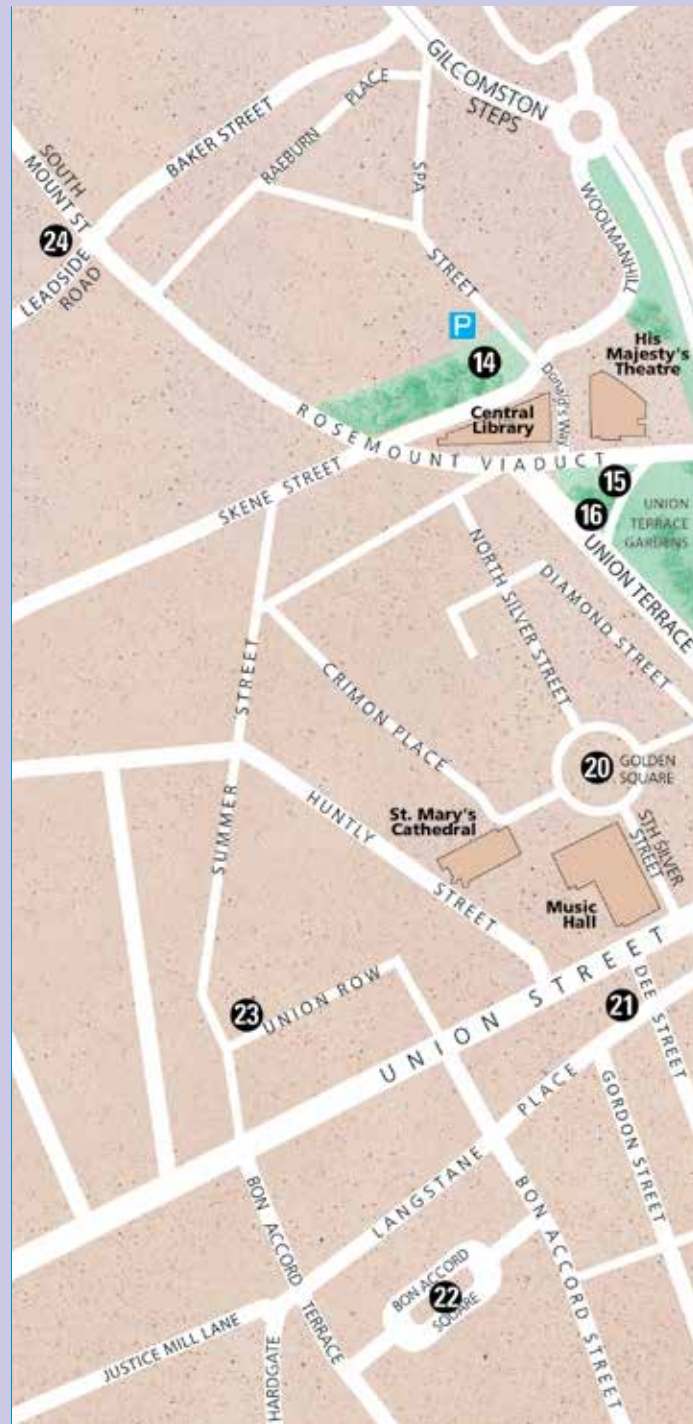 GILCOMSTON
STEPS
BAKER STREET
RAEBURN PLACE
SPA
STREET
SOUTH
MOUNT ST
24
LEADSIDE
ROAD
WOOLMANHILL
P
14
His
Majesty's
Theatre
Donald's Way
Central
Library
ROSEMOUNT VIADUCT
SKENE STREET
15
16
UNION
TERRACE
GARDENS
UNION TERRACE
NORTH SILVER STREET
DIAMOND STREET
SUMMER STREET
CRIMON PLACE
20
GOLDEN
SQUARE
HUNTLY
STREET
St. Mary's
Cathedral
STH SILVER
STREET
Music
Hall
UNION STREET
23
UNION ROW
21
DEE STREET
GORDON STREET
LANGSTANE PLACE
BON ACCORD TERRACE
BON ACCORD STREET
BON ACCORD
22
SQUARE
JUSTICE MILL LANE
HARDGATE